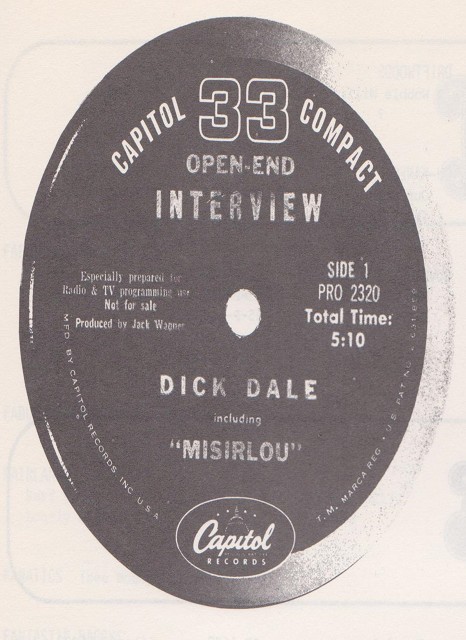 CAPITOL 33 COMPACT
OPEN-END
INTERVIEW
Especially prepared for
Radio & TV programming use
Not for sale
Produced by Jack Wagner
SIDE 1
PRO 2320
Total Time:
5:10
DICK DALE
including
"MISIRLOU"
MFD. BY CAPITOL RECORDS, INC. U.S.A.
T.M. MARCA REG. • U.S. PAT. NO.
Capitol
RECORDS